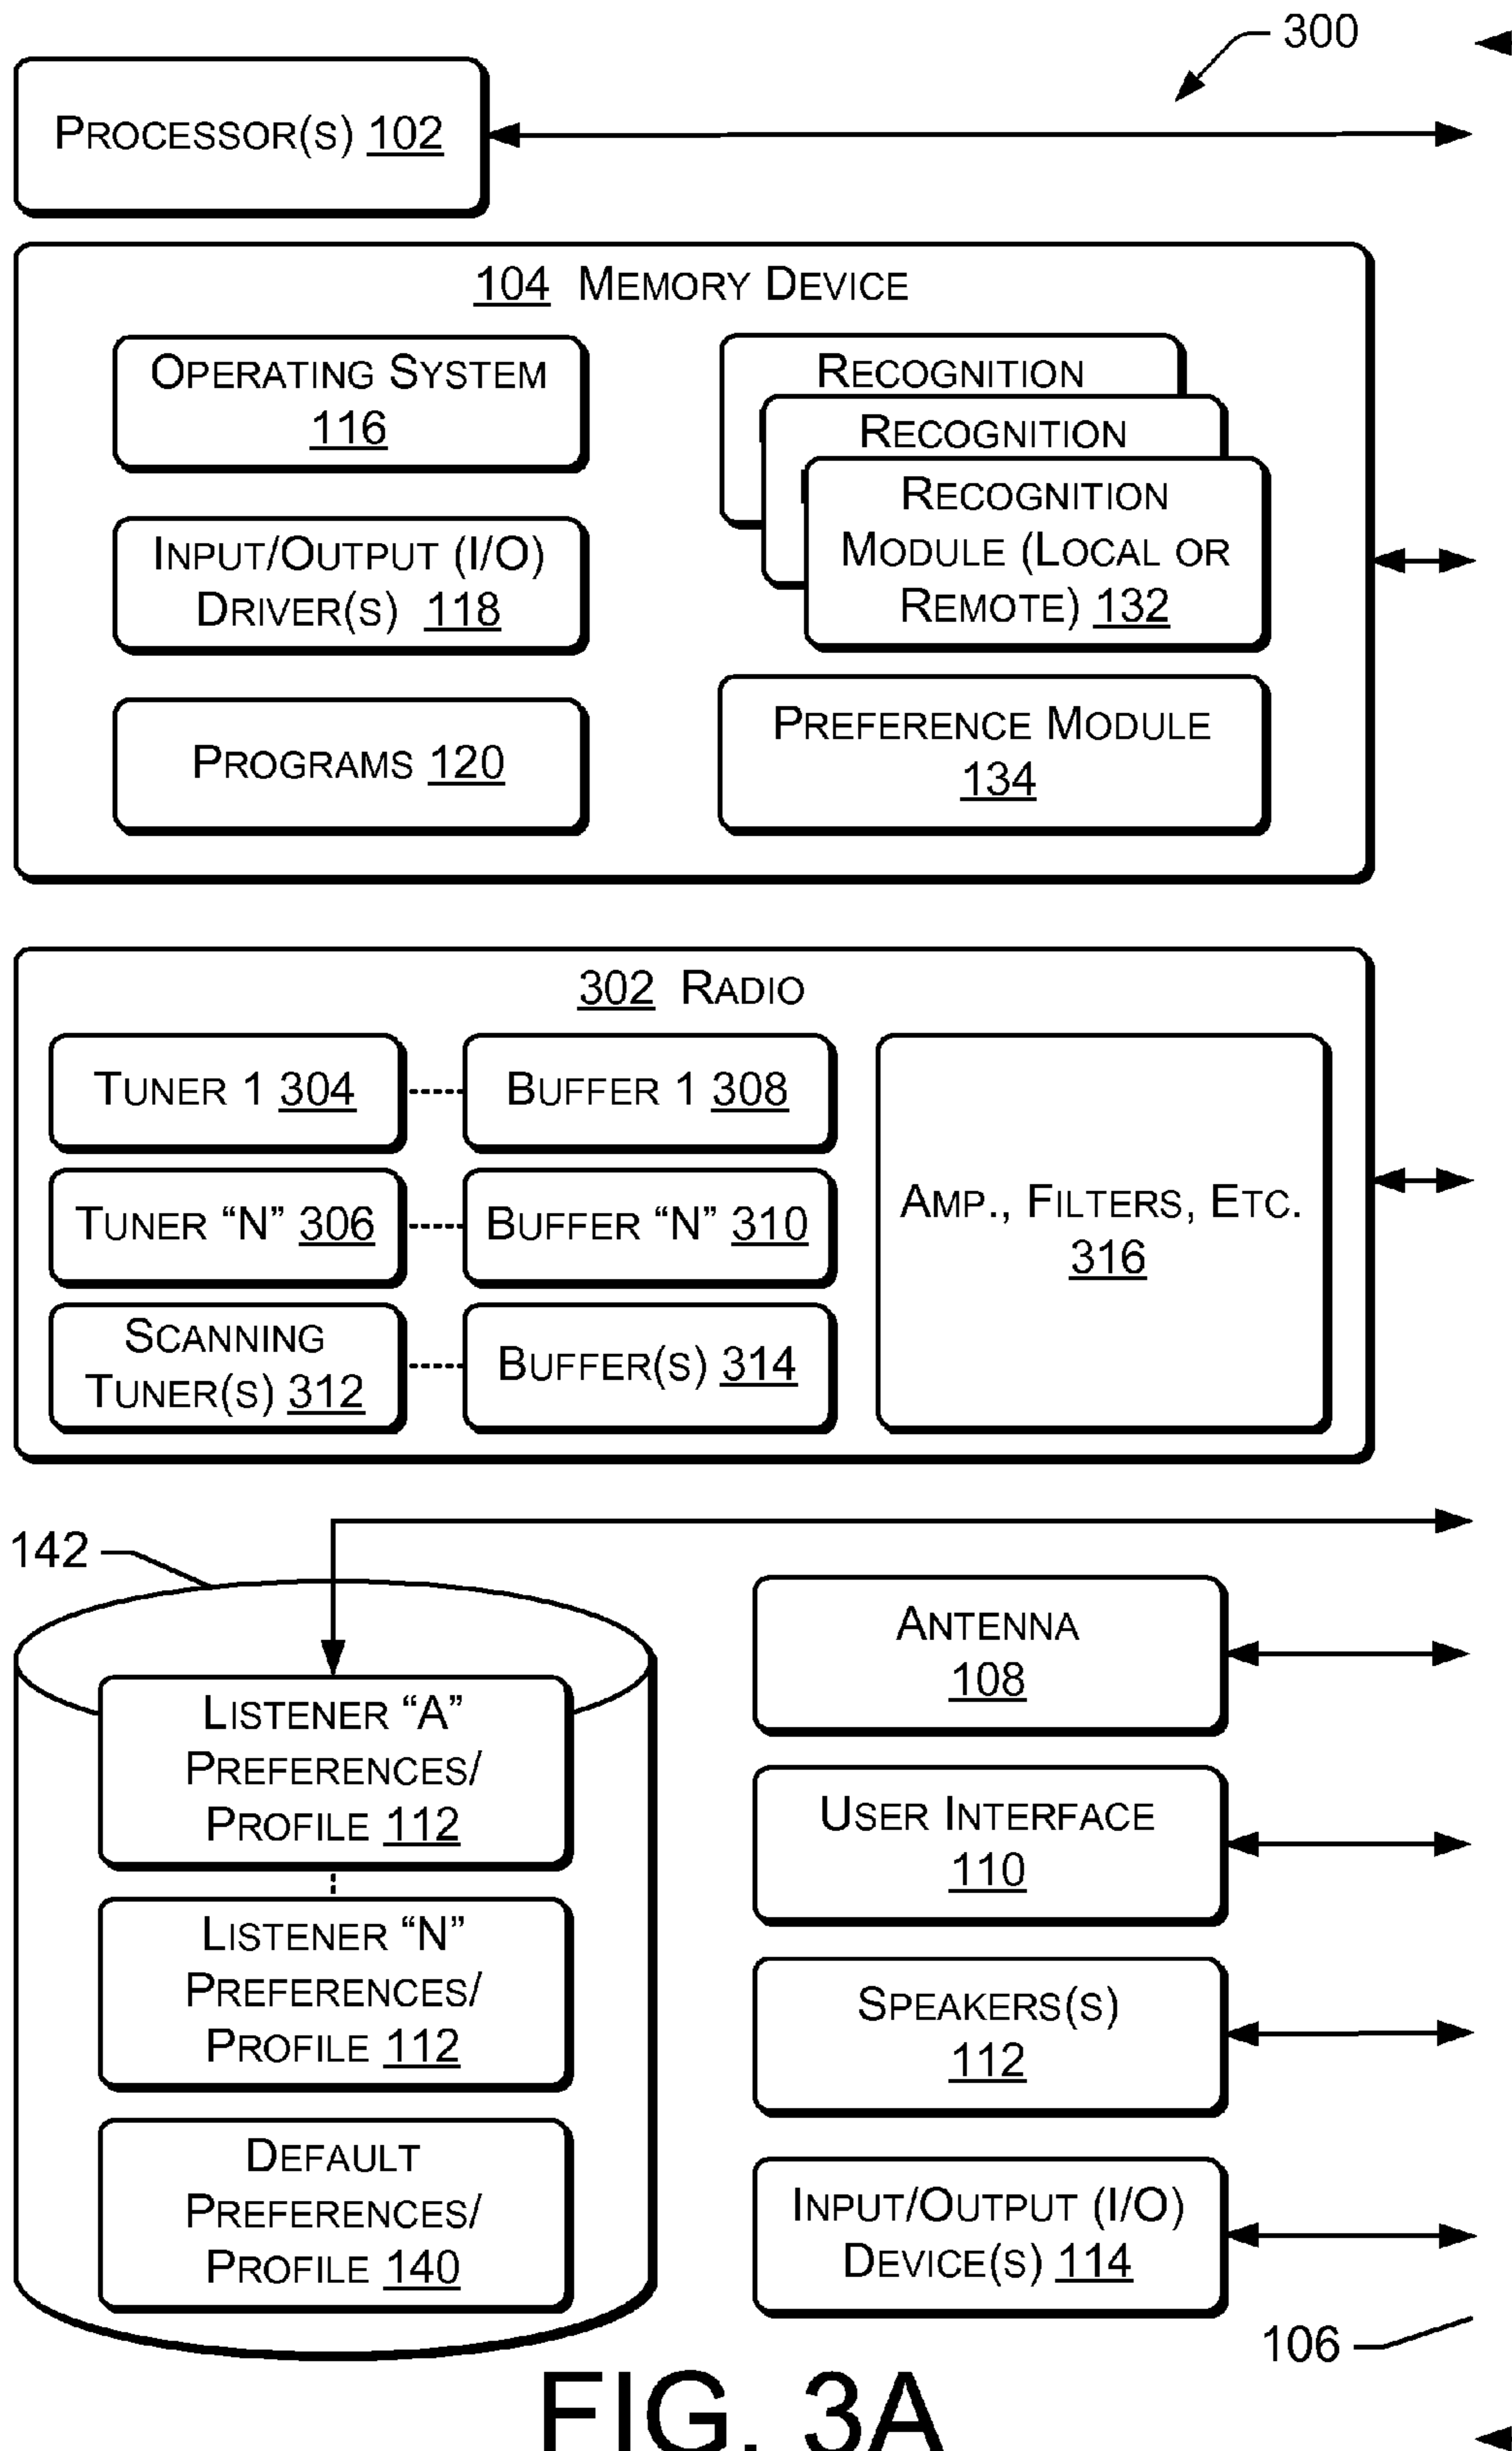 300
PROCESSOR(S) 102
104 MEMORY DEVICE
OPERATING SYSTEM
116
INPUT/OUTPUT (I/O)
DRIVER(S) 118
PROGRAMS 120
RECOGNITION
RECOGNITION
RECOGNITION
MODULE (LOCAL OR
REMOTE) 132
PREFERENCE MODULE
134
302 RADIO
TUNER 1 304
BUFFER 1 308
TUNER “N” 306
BUFFER “N” 310
SCANNING
TUNER(S) 312
BUFFER(S) 314
AMP., FILTERS, ETC.
316
142
LISTENER “A”
PREFERENCES/
PROFILE 112
LISTENER “N”
PREFERENCES/
PROFILE 112
DEFAULT
PREFERENCES/
PROFILE 140
ANTENNA
108
USER INTERFACE
110
SPEAKERS(S)
112
INPUT/OUTPUT (I/O)
DEVICE(S) 114
106
FIG. 3A